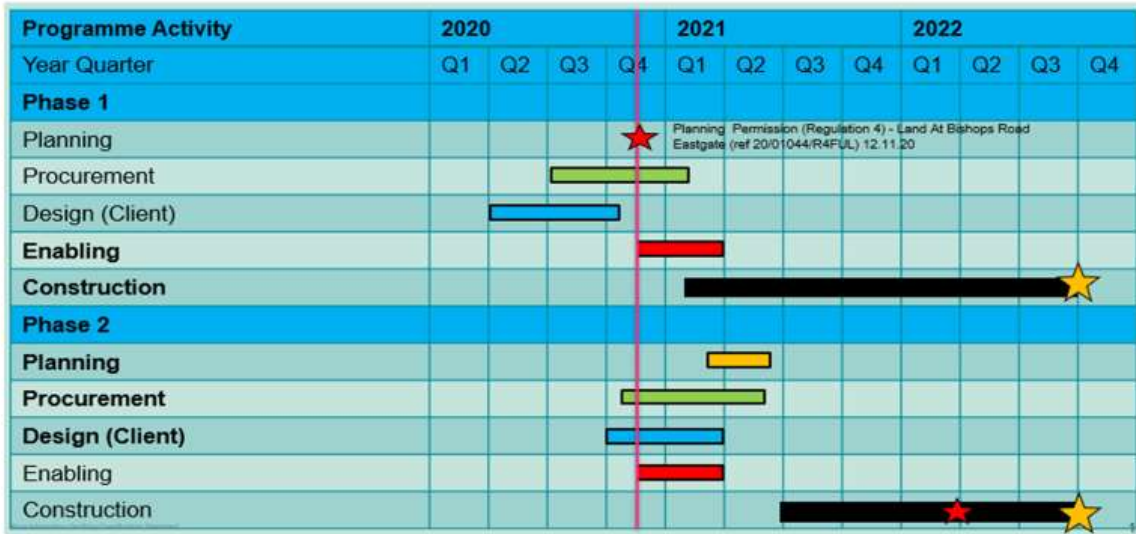 Programme Activity 2020 2021 2022
Year Quarter Q1 Q2 Q3 Q4 Q1 Q2 Q3 Q4 Q1 Q2 Q3 Q4
Phase 1
Planning
Planning Permission (Regulation 4) - Land At Bishops Road
Eastgate (ref 20/01044/R4FUL) 12.11.20
Procurement
Design (Client)
Enabling
Construction
Phase 2
Planning
Procurement
Design (Client)
Enabling
Construction